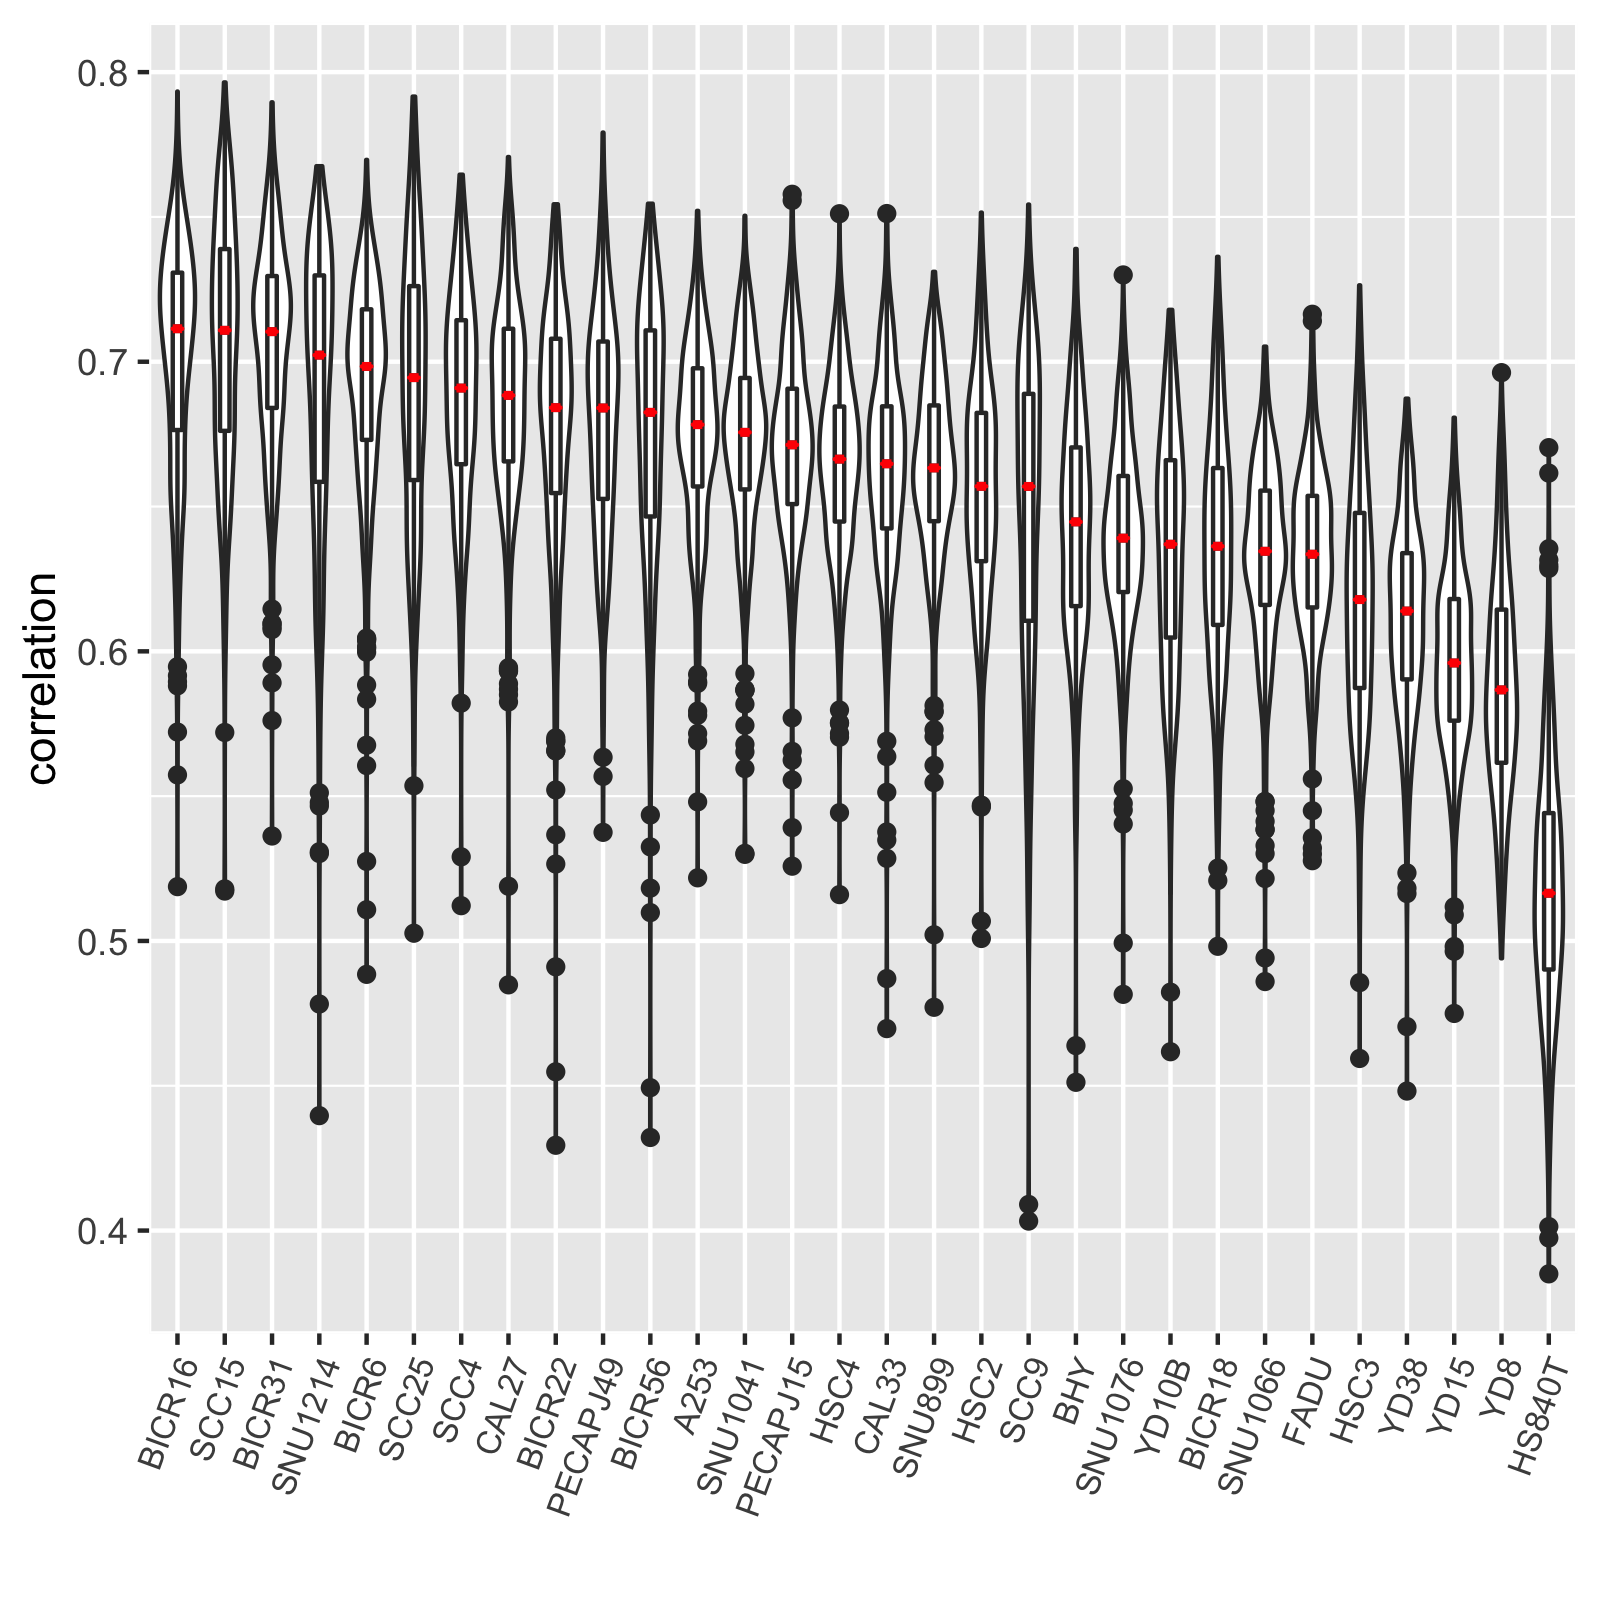 0.8
0.7
0.6
0.5
0.4
correlation
BICR16
SCC15
BICR31
SNU1214
BICR6
SCC25
SCC4
CAL27
BICR22
PECAPJ49
BICR56
A253
SNU1041
PECAPJ15
HSC4
CAL33
SNU899
HSC2
SCC9
BHY
SNU1076
YD10B
BICR18
SNU1066
FADU
HSC3
YD38
YD15
YD8
HS840T